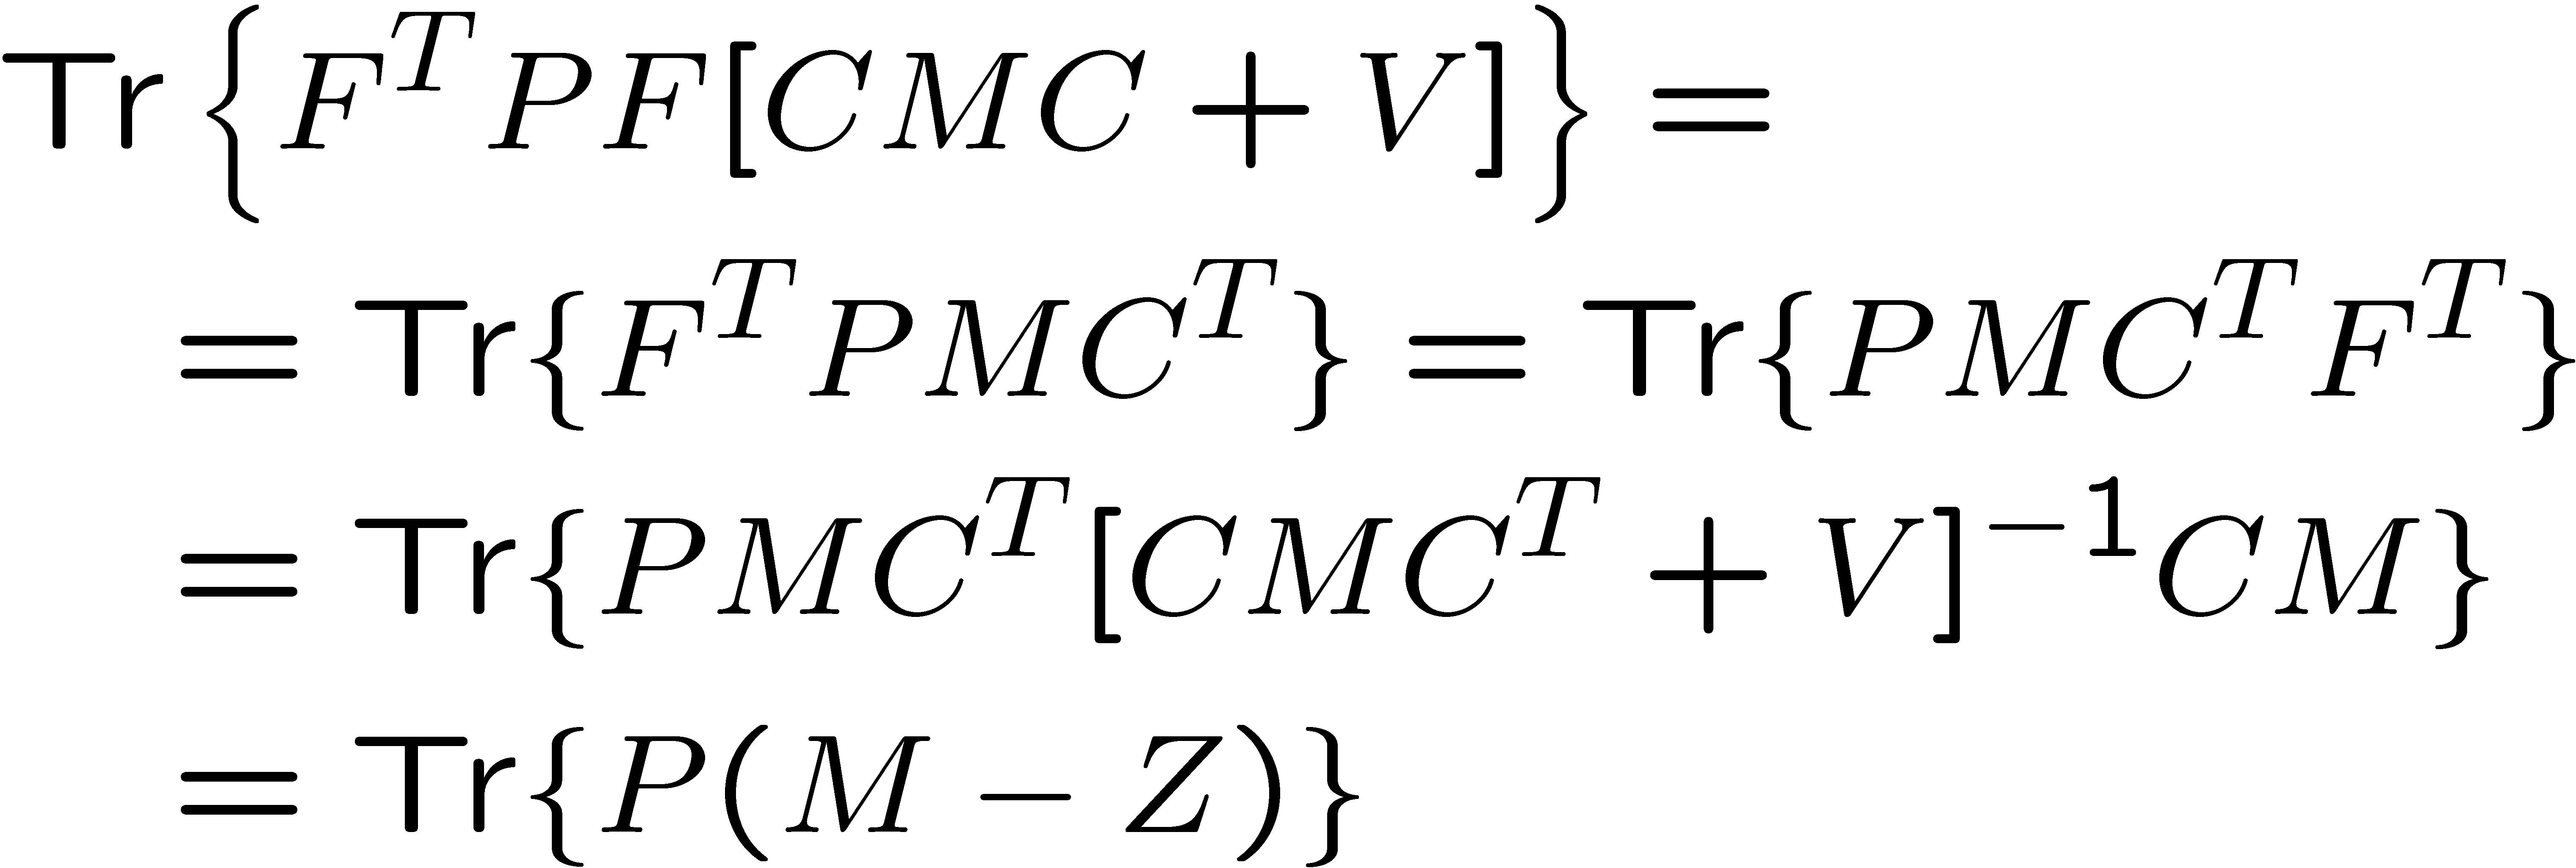 Tr{F^T PF[CMC + V]} =
= Tr{F^T PMC^T} = Tr{PMC^T F^T}
= Tr{PMC^T[CMC^T + V]^{-1}CM}
= Tr{P(M − Z)}